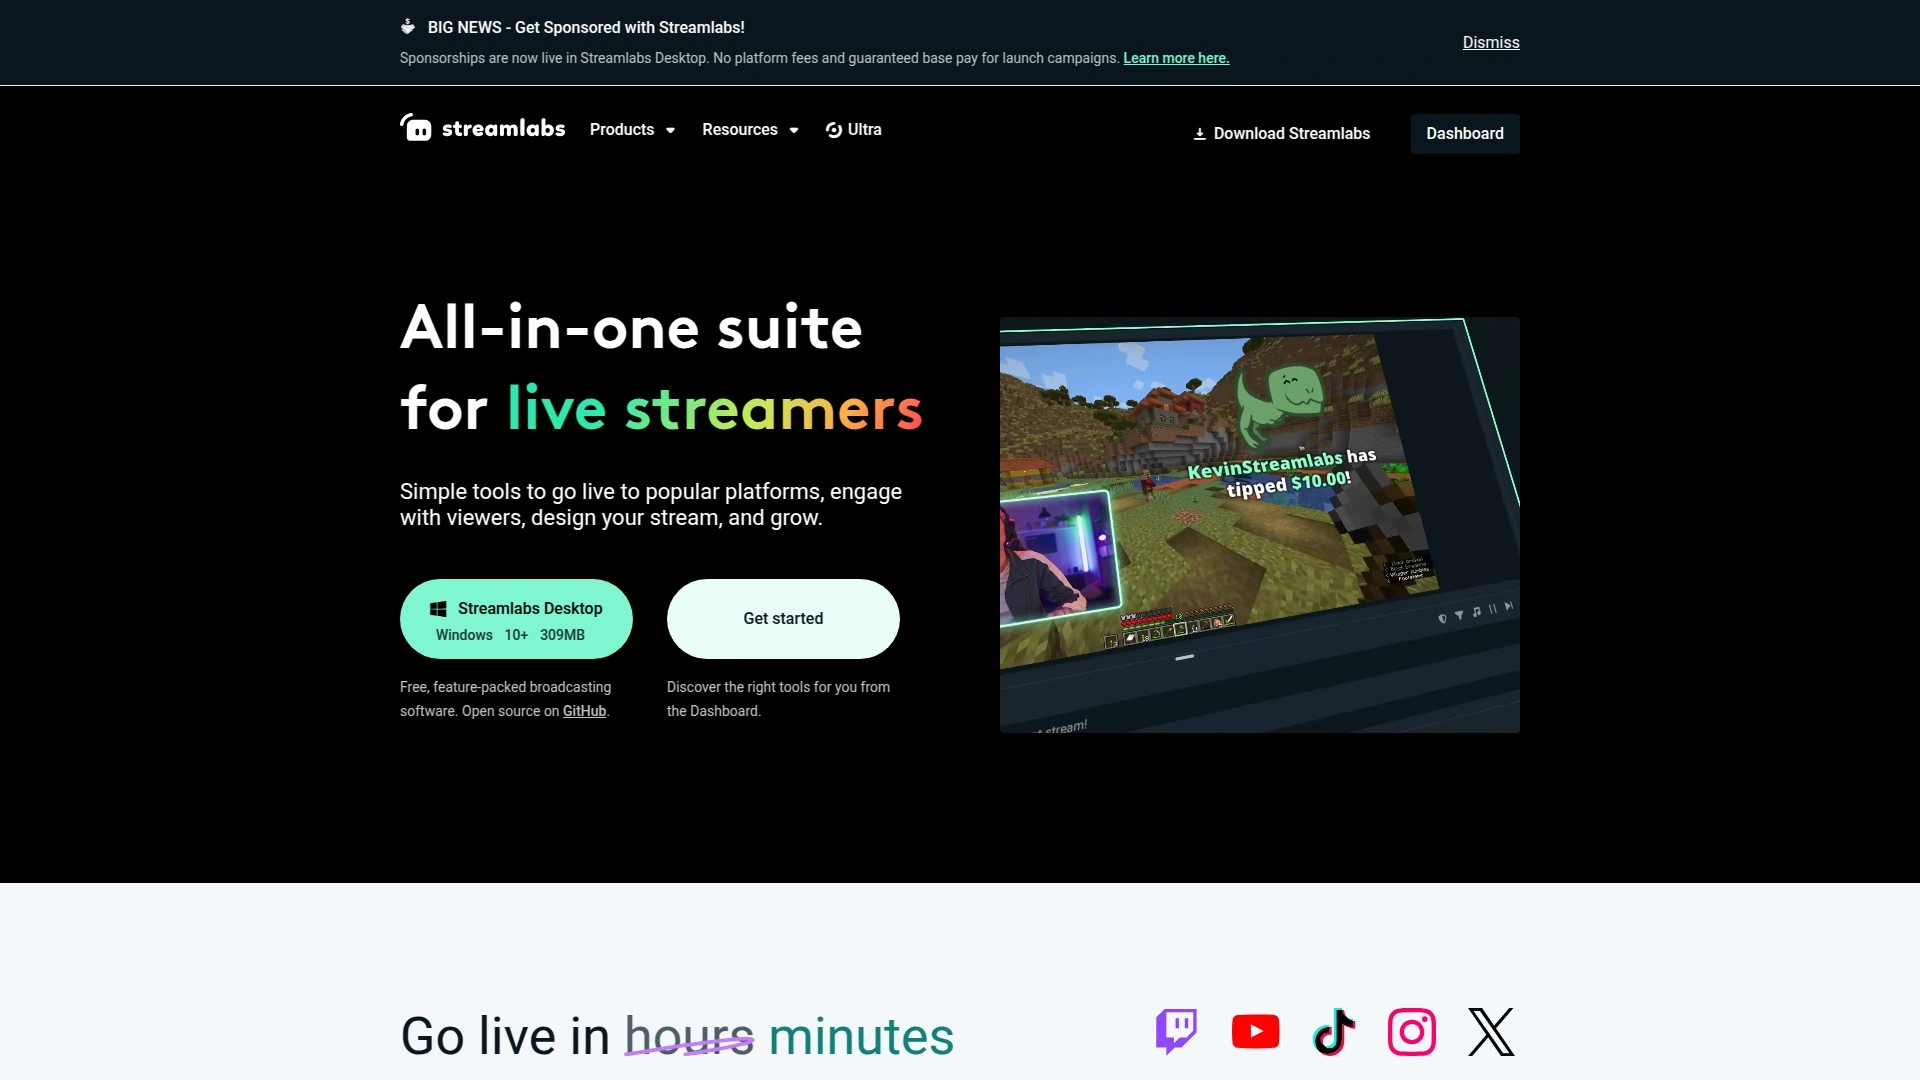 BIG NEWS - Get Sponsored with Streamlabs!
Sponsorships are now live in Streamlabs Desktop. No platform fees and guaranteed base pay for launch campaigns. Learn more here.
Dismiss
streamlabs
Products
Resources
Ultra
Download Streamlabs
Dashboard
All-in-one suite
for live streamers
Simple tools to go live to popular platforms, engage
with viewers, design your stream, and grow.
Streamlabs Desktop
Windows 10+ 309MB
Get started
Free, feature-packed broadcasting
software. Open source on GitHub.
Discover the right tools for you from
the Dashboard.
KevinStreamlabs has
tipped $10.00!
stream!
Go live in hours minutes